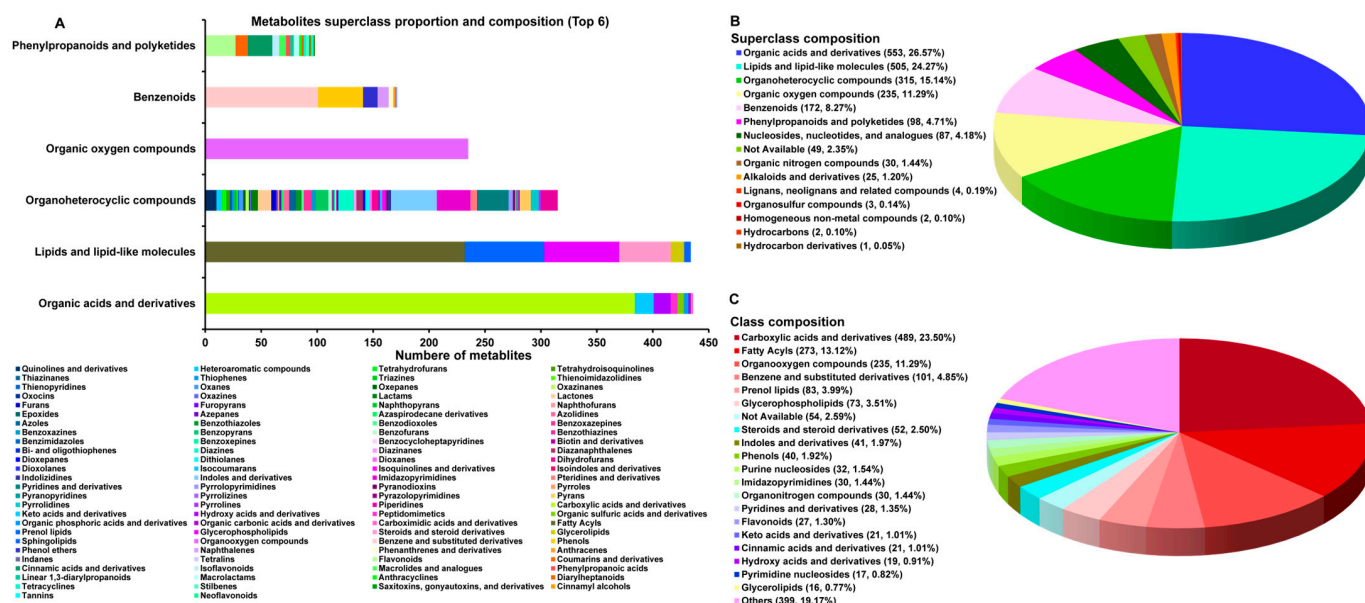 A
Metabolites superclass proportion and composition (Top 6)
Phenylpropanoids and polyketides
Benzenoids
Organic oxygen compounds
Organoheterocyclic compounds
Lipids and lipid-like molecules
Organic acids and derivatives
0 50 100 150 200 250 300 350 400 450
Numbere of metablites
Quinolines and derivatives Heteroaromatic compounds Tetrahydrofurans Tetrahydroisoquinolines
Thiazinanes Thiophenes Triazines Thienoimidazolidines
Thienopyridines Oxanes Oxepanes Oxazinanes
Oxocins Oxazines Lactams Lactones
Furans Furopyrans Naphthopyrans Naphthofurans
Epoxides Azepanes Azaspirodecane derivatives Azolidines
Azoles Benzothiazoles Benzodioxoles Benzoxazepines
Benzoxazines Benzopyrans Benzofurans Benzothiazines
Benzimidazoles Benzoxepines Benzocycloheptapyridines Biotin and derivatives
Bi- and oligothiophenes Diazines Diazinanes Diazanaphthalenes
Dioxepanes Dithiolanes Dioxanes Dihydrofurans
Dioxolanes Isocoumarans Isoquinolines and derivatives Isoindoles and derivatives
Indolizidines Indoles and derivatives Imidazopyrimidines Pteridines and derivatives
Pyridines and derivatives Pyrrolopyrimidines Pyranodioxins Pyrroles
Pyranopyridines Pyrrolizines Pyrazolopyrimidines Pyrans
Pyrrolidines Pyrrolines Piperidines Carboxylic acids and derivatives
Keto acids and derivatives Hydroxy acids and derivatives Peptidomimetics Organic sulfuric acids and derivatives
Organic phosphoric acids and derivatives Organic carbonic acids and derivatives Carboximidic acids and derivatives Fatty Acyls
Prenol lipids Glycerophospholipids Steroids and steroid derivatives Glycerolipids
Sphingolipids Organooxygen compounds Benzene and substituted derivatives Phenols
Phenol ethers Naphthalenes Phenanthrenes and derivatives Anthracenes
Indanes Tetralins Flavonoids Coumarins and derivatives
Cinnamic acids and derivatives Isoflavonoids Macrolides and analogues Phenylpropanoic acids
Linear 1,3-diarylpropanoids Macrolactams Anthracyclines Diarylheptanoids
Tetracyclines Stilbenes Saxitoxins, gonyautoxins, and derivatives Cinnamyl alcohols
Tannins Neoflavonoids
B
Superclass composition
Organic acids and derivatives (553, 26.57%)
Lipids and lipid-like molecules (505, 24.27%)
Organoheterocyclic compounds (315, 15.14%)
Organic oxygen compounds (235, 11.29%)
Benzenoids (172, 8.27%)
Phenylpropanoids and polyketides (98, 4.71%)
Nucleosides, nucleotides, and analogues (87, 4.18%)
Not Available (49, 2.35%)
Organic nitrogen compounds (30, 1.44%)
Alkaloids and derivatives (25, 1.20%)
Lignans, neolignans and related compounds (4, 0.19%)
Organosulfur compounds (3, 0.14%)
Homogeneous non-metal compounds (2, 0.10%)
Hydrocarbons (2, 0.10%)
Hydrocarbon derivatives (1, 0.05%)
C
Class composition
Carboxylic acids and derivatives (489, 23.50%)
Fatty Acyls (273, 13.12%)
Organooxygen compounds (235, 11.29%)
Benzene and substituted derivatives (101, 4.85%)
Prenol lipids (83, 3.99%)
Glycerophospholipids (73, 3.51%)
Not Available (54, 2.59%)
Steroids and steroid derivatives (52, 2.50%)
Indoles and derivatives (41, 1.97%)
Phenols (40, 1.92%)
Purine nucleosides (32, 1.54%)
Imidazopyrimidines (30, 1.44%)
Organonitrogen compounds (30, 1.44%)
Pyridines and derivatives (28, 1.35%)
Flavonoids (27, 1.30%)
Keto acids and derivatives (21, 1.01%)
Cinnamic acids and derivatives (21, 1.01%)
Hydroxy acids and derivatives (19, 0.91%)
Pyrimidine nucleosides (17, 0.82%)
Glycerolipids (16, 0.77%)
Others (399, 19.17%)